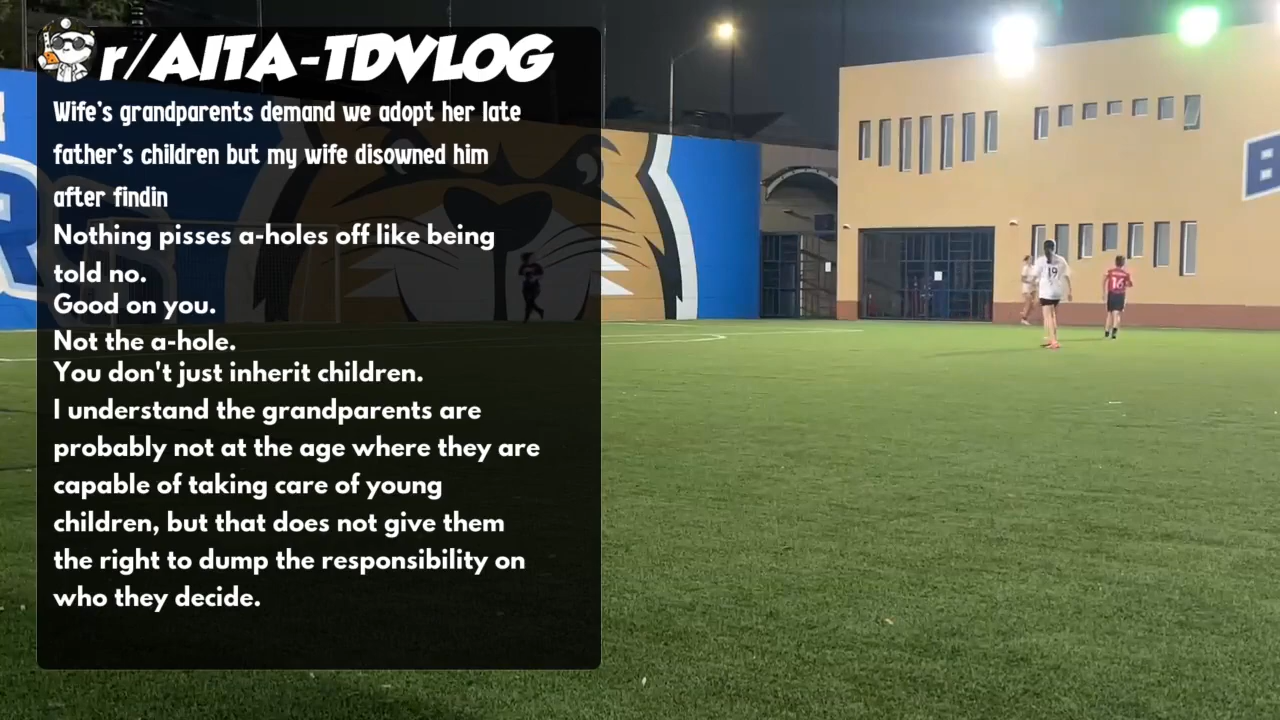 r/AITA-TDVLOG
Wife's grandparents demand we adopt her late
father's children but my wife disowned him
after findin
Nothing pisses a-holes off like being
told no.
Good on you.
Not the a-hole.
You don't just inherit children.
I understand the grandparents are
probably not at the age where they are
capable of taking care of young
children, but that does not give them
the right to dump the responsibility on
who they decide.
R
B
19
16